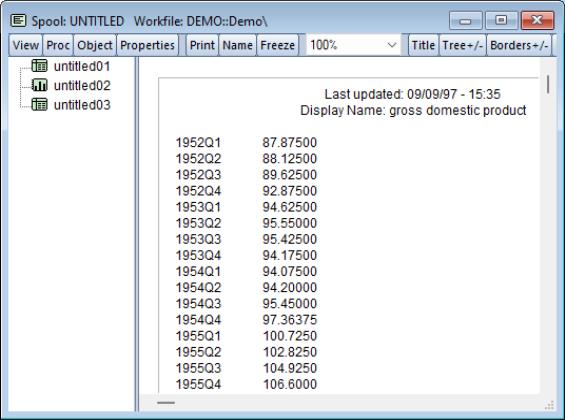 Spool: UNTITLED Workfile: DEMO::Demo\
View Proc Object Properties Print Name Freeze 100% Title Tree+/- Borders+/-
untitled01
untitled02
untitled03
Last updated: 09/09/97 - 15:35
Display Name: gross domestic product
1952Q1 87.87500
1952Q2 88.12500
1952Q3 89.62500
1952Q4 92.87500
1953Q1 94.62500
1953Q2 95.55000
1953Q3 95.42500
1953Q4 94.17500
1954Q1 94.07500
1954Q2 94.20000
1954Q3 95.45000
1954Q4 97.36375
1955Q1 100.7250
1955Q2 102.8250
1955Q3 104.9250
1955Q4 106.6000